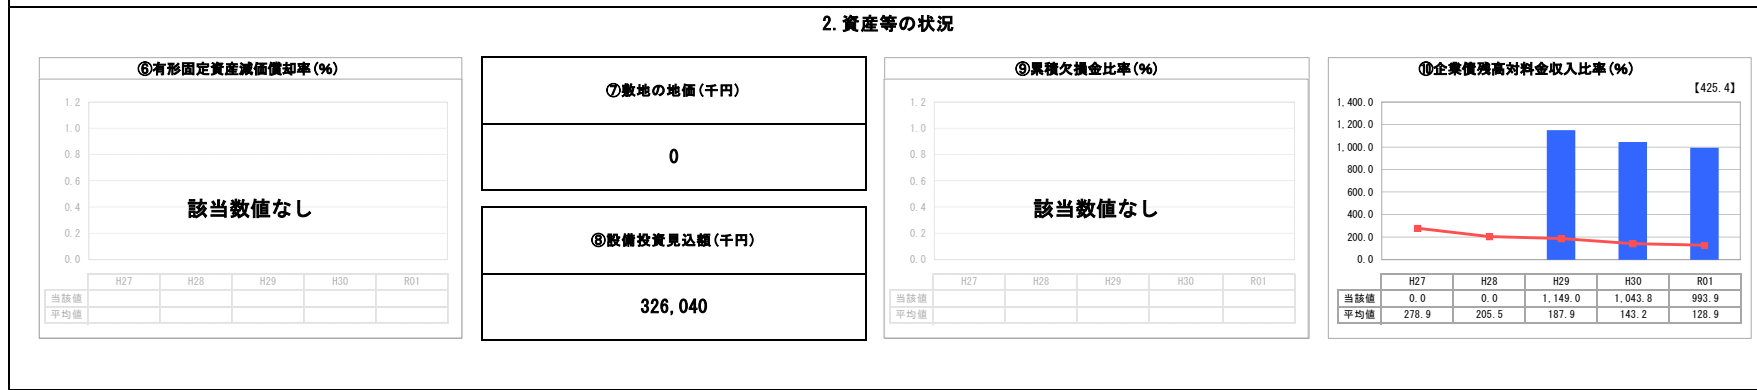 2. 資産等の状況
⑥有形固定資産減価償却率(%)
1.2
1.0
0.8
0.6
0.4
0.2
0.0
該当数値なし
H27 H28 H29 H30 R01
当該値
平均値
⑦敷地の地価(千円)
0
⑧設備投資見込額(千円)
326,040
⑨累積欠損金比率(%)
1.2
1.0
0.8
0.6
0.4
0.2
0.0
該当数値なし
H27 H28 H29 H30 R01
当該値
平均値
⑩企業債残高対料金収入比率(%)
【425.4】
1,400.0
1,200.0
1,000.0
800.0
600.0
400.0
200.0
0.0
H27 H28 H29 H30 R01
当該値 0.0 0.0 1,149.0 1,043.8 993.9
平均値 278.9 205.5 187.9 143.2 128.9